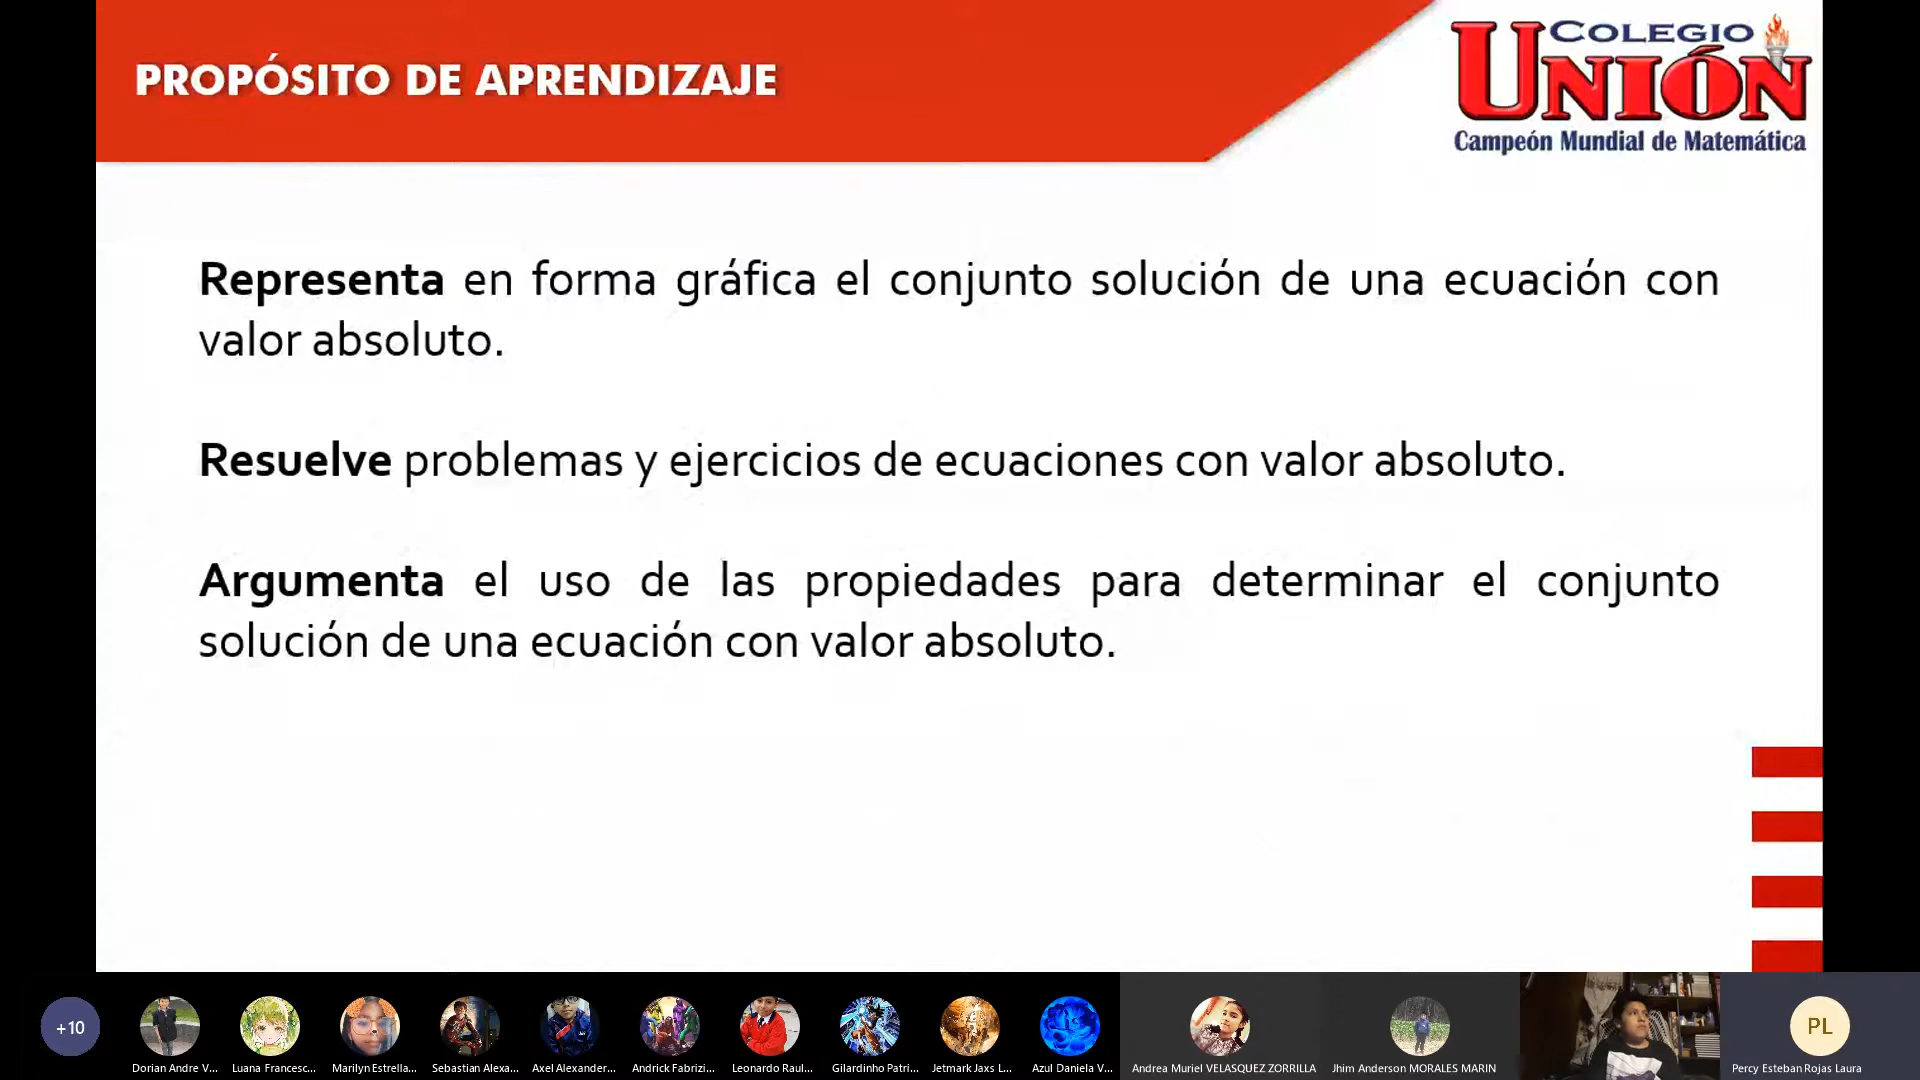 PROPÓSITO DE APRENDIZAJE
COLEGIO
UNIÓN
Campeón Mundial de Matemática
Representa en forma gráfica el conjunto solución de una ecuación con
valor absoluto.
Resuelve problemas y ejercicios de ecuaciones con valor absoluto.
Argumenta el uso de las propiedades para determinar el conjunto
solución de una ecuación con valor absoluto.
+10
PL
Dorian Andre V...
Luana Francesc...
Marilyn Estrella...
Sebastian Alexa...
Axel Alexander...
Andrick Fabrizi...
Leonardo Raul...
Gilardinho Patri...
Jetmark Jaxs L...
Azul Daniela V...
Andrea Muriel VELASQUEZ ZORRILLA
Jhim Anderson MORALES MARIN
Percy Esteban Rojas Laura